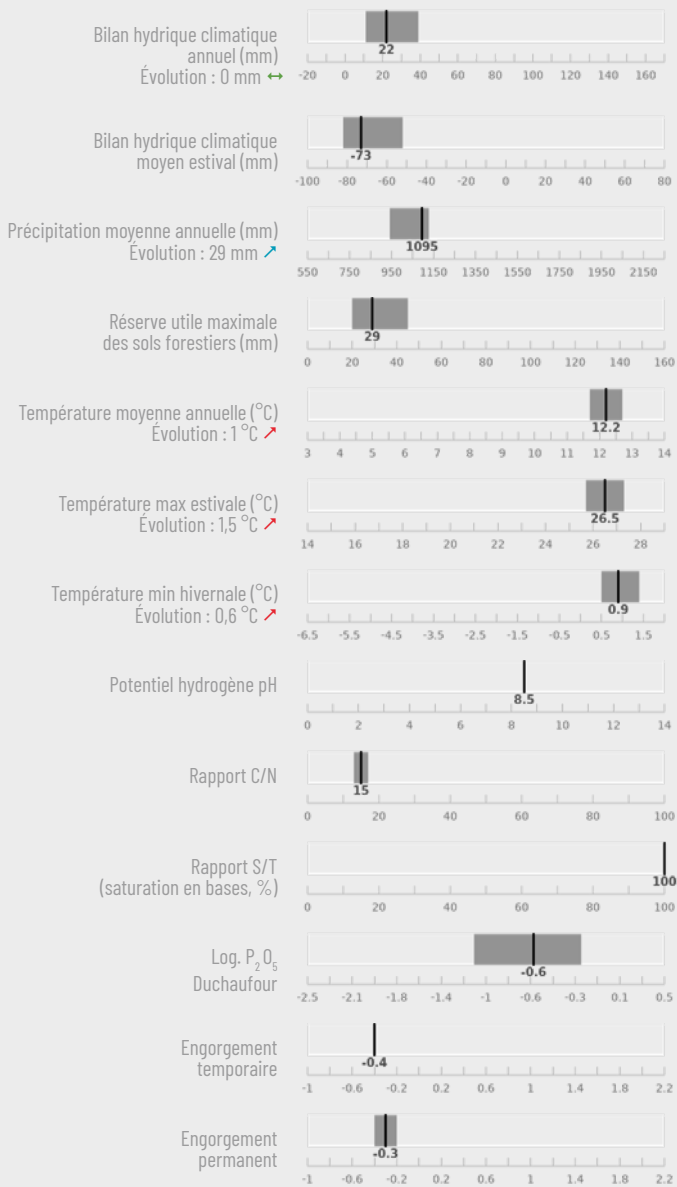 Bilan hydrique climatique
annuel (mm)
Évolution : 0 mm ↔
22
-20 0 20 40 60 80 100 120 140 160
Bilan hydrique climatique
moyen estival (mm)
-73
-100 -80 -60 -40 -20 0 20 40 60 80
Précipitation moyenne annuelle (mm)
Évolution : 29 mm ↗
1095
550 750 950 1150 1350 1550 1750 1950 2150
Réserve utile maximale
des sols forestiers (mm)
29
0 20 40 60 80 100 120 140 160
Température moyenne annuelle (°C)
Évolution : 1 °C ↗
12.2
3 4 5 6 7 8 9 10 11 12 13 14
Température max estivale (°C)
Évolution : 1,5 °C ↗
26.5
14 16 18 20 22 24 26 28
Température min hivernale (°C)
Évolution : 0,6 °C ↗
0.9
-6.5 -5.5 -4.5 -3.5 -2.5 -1.5 -0.5 0.5 1.5
Potentiel hydrogène pH
8.5
0 2 4 6 8 10 12 14
Rapport C/N
15
0 20 40 60 80 100
Rapport S/T
(saturation en bases, %)
100
0 20 40 60 80 100
Log. P₂O₅
Duchaufour
-0.6
-2.5 -2.1 -1.8 -1.4 -1 -0.6 -0.3 0.1 0.5
Engorgement
temporaire
-0.4
-1 -0.6 -0.2 0.2 0.6 1 1.4 1.8 2.2
Engorgement
permanent
-0.3
-1 -0.6 -0.2 0.2 0.6 1 1.4 1.8 2.2